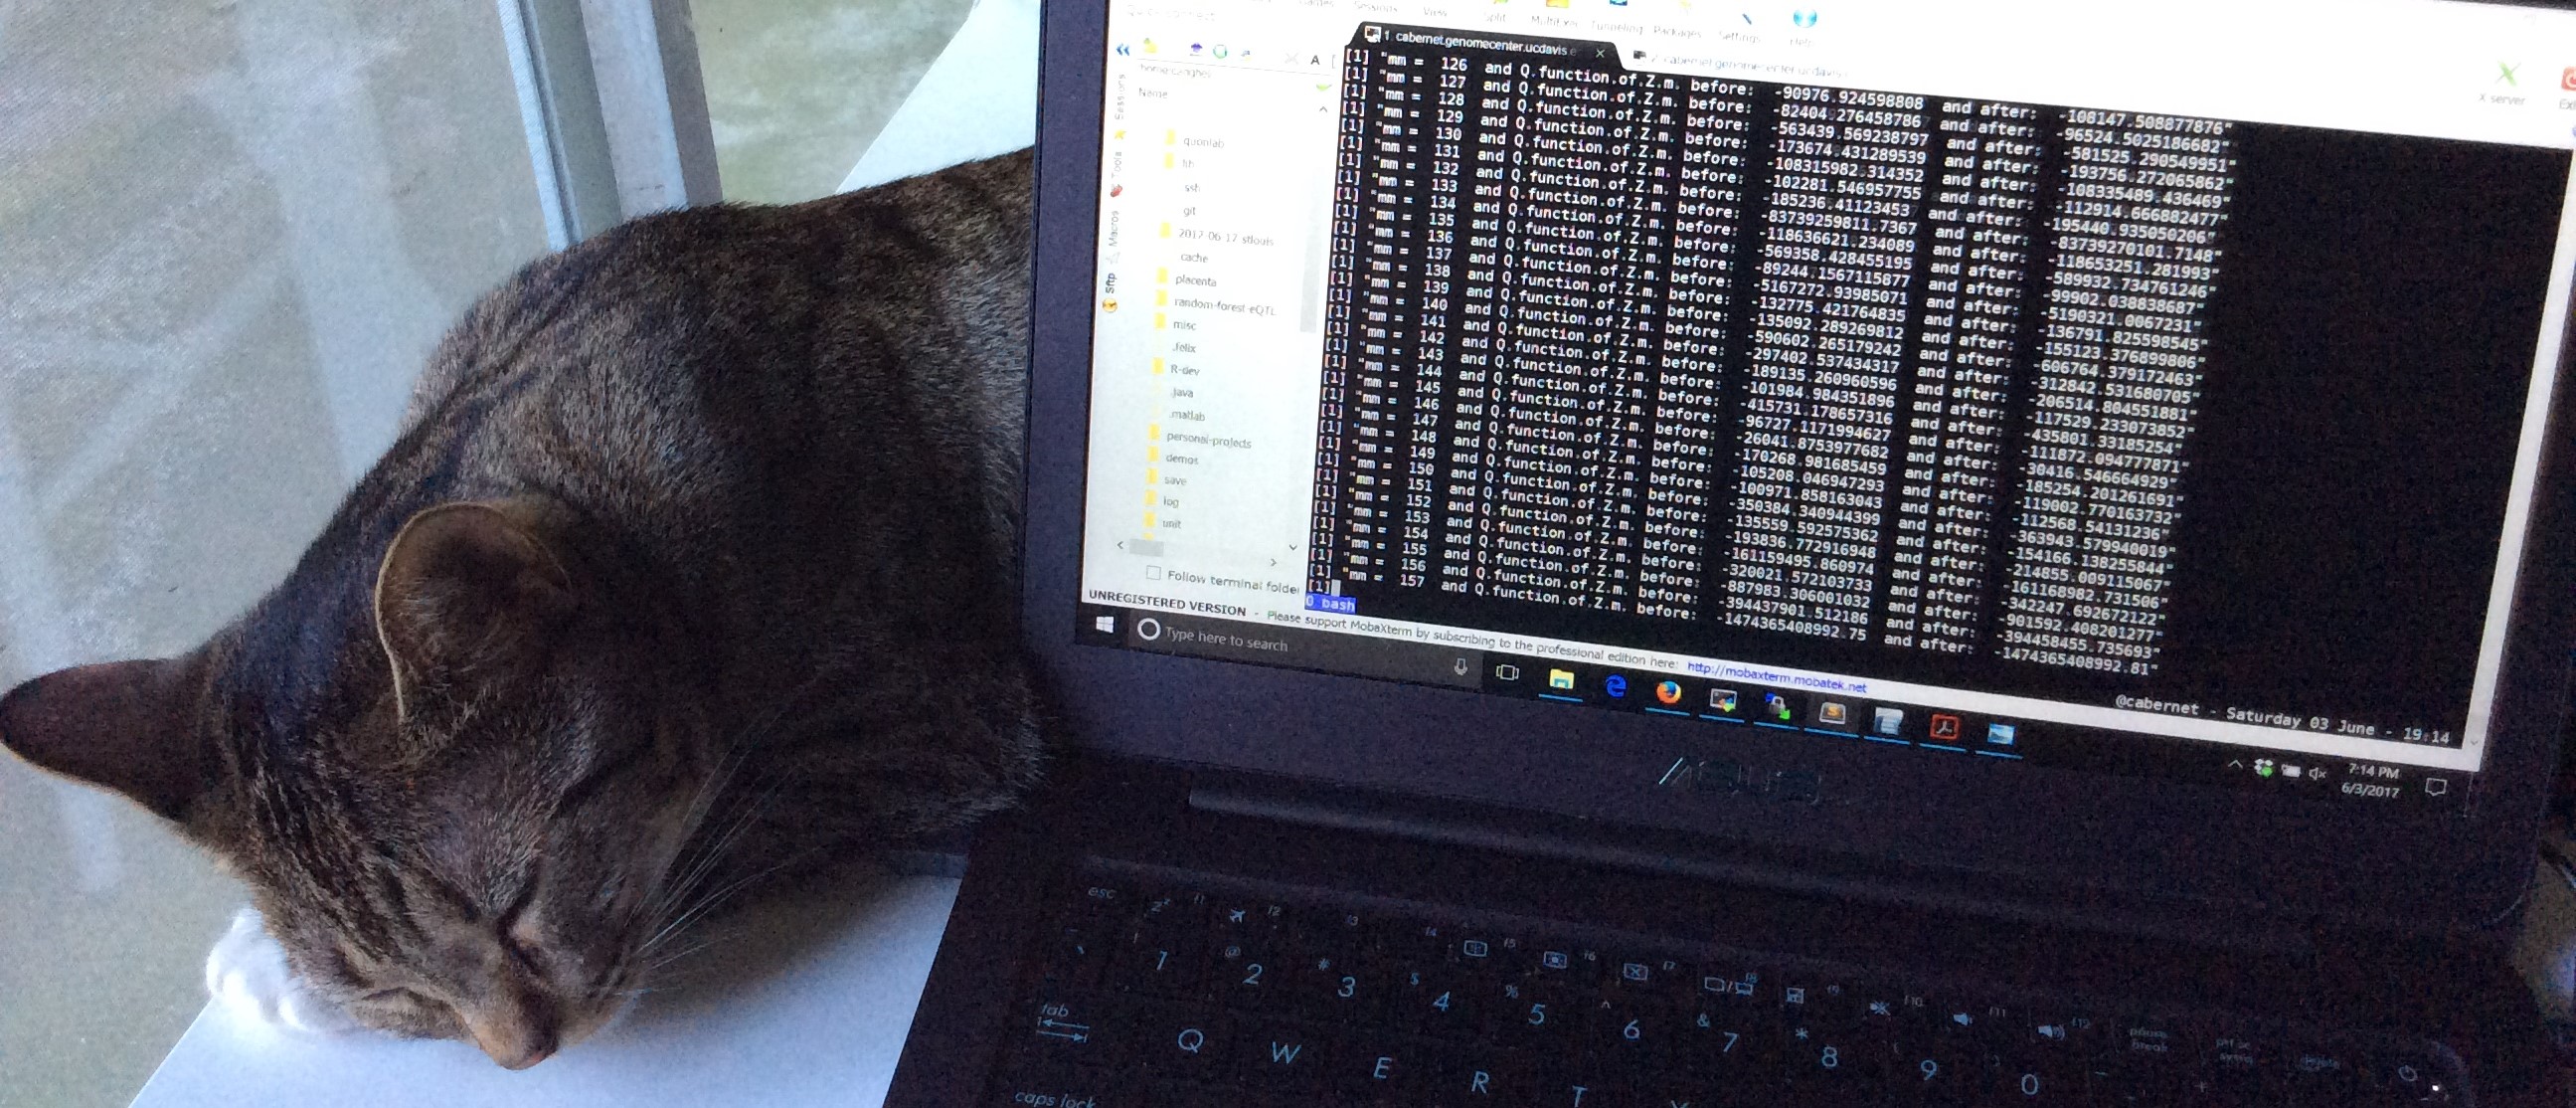 Sessions View Split MultiExec Tunneling Packages Settings Help
Quick connect...
1. cabernet.genomecenter.ucdavis.e
2. cabernet.genomecenter.ucdavis.
X server
Name
quonlab
lib
ssh
git
2017-06-17-stlouis
cache
placenta
random-forest-eQTL
misc
.felix
R-dev
.java
.matlab
personal-projects
demos
save
log
unit
Sessions
Tools
Macros
Sftp
Follow terminal folder
[1] "mm = 126 and Q.function.of.Z.m. before: -90976.924598808 and after: -108147.508877876"
[1] "mm = 127 and Q.function.of.Z.m. before: -82404.276458786 and after: -96524.5025186682"
[1] "mm = 128 and Q.function.of.Z.m. before: -563439.569238797 and after: -581525.290549951"
[1] "mm = 129 and Q.function.of.Z.m. before: -173674.431289539 and after: -193756.272065862"
[1] "mm = 130 and Q.function.of.Z.m. before: -108315982.314352 and after: -108335489.436469"
[1] "mm = 131 and Q.function.of.Z.m. before: -102281.546957755 and after: -112914.666882477"
[1] "mm = 132 and Q.function.of.Z.m. before: -185236.41123453 and after: -195440.935050206"
[1] "mm = 133 and Q.function.of.Z.m. before: -83739259811.7367 and after: -83739270101.7148"
[1] "mm = 134 and Q.function.of.Z.m. before: -118636621.234089 and after: -118653251.281993"
[1] "mm = 135 and Q.function.of.Z.m. before: -569358.428455195 and after: -589932.734761246"
[1] "mm = 136 and Q.function.of.Z.m. before: -89244.1567115877 and after: -99902.038838687"
[1] "mm = 137 and Q.function.of.Z.m. before: -5167272.93985071 and after: -5190321.0067231"
[1] "mm = 138 and Q.function.of.Z.m. before: -132775.421764835 and after: -136791.825598545"
[1] "mm = 139 and Q.function.of.Z.m. before: -135092.289269812 and after: -155123.376899806"
[1] "mm = 140 and Q.function.of.Z.m. before: -590602.265179242 and after: -606764.379172463"
[1] "mm = 141 and Q.function.of.Z.m. before: -297402.537434317 and after: -312842.531680705"
[1] "mm = 142 and Q.function.of.Z.m. before: -189135.260960596 and after: -206514.804551881"
[1] "mm = 143 and Q.function.of.Z.m. before: -101984.984351896 and after: -117529.233073852"
[1] "mm = 144 and Q.function.of.Z.m. before: -415731.178657316 and after: -435801.33185254"
[1] "mm = 145 and Q.function.of.Z.m. before: -96727.1171994627 and after: -111872.094777871"
[1] "mm = 146 and Q.function.of.Z.m. before: -26041.875397682 and after: -30416.546664929"
[1] "mm = 147 and Q.function.of.Z.m. before: -170268.981685459 and after: -185254.201261691"
[1] "mm = 148 and Q.function.of.Z.m. before: -105208.046947293 and after: -119002.770163732"
[1] "mm = 149 and Q.function.of.Z.m. before: -100971.858163043 and after: -112568.54131236"
[1] "mm = 150 and Q.function.of.Z.m. before: -350384.340944399 and after: -363943.579940019"
[1] "mm = 151 and Q.function.of.Z.m. before: -135559.5925575362 and after: -154166.138255844"
[1] "mm = 152 and Q.function.of.Z.m. before: -193836.772916948 and after: -214855.009115067"
[1] "mm = 153 and Q.function.of.Z.m. before: -161159495.860974 and after: -161168982.731506"
[1] "mm = 154 and Q.function.of.Z.m. before: -320021.572103733 and after: -342247.692672122"
[1] "mm = 155 and Q.function.of.Z.m. before: -887983.306001032 and after: -901592.408201277"
[1] "mm = 156 and Q.function.of.Z.m. before: -394437901.512186 and after: -394458455.735693"
[1] "mm = 157 and Q.function.of.Z.m. before: -1474365408992.75 and after: -1474365408992.81"
0 bash
@cabernet - Saturday 03 June - 19:14
UNREGISTERED VERSION - Please support MobaXterm by subscribing to the professional edition here: http://mobaxterm.mobatek.net
Type here to search
7:14 PM
6/3/2017
ASUS
esc f1 f2 f3 f4 f5 f6 f7 f8 f9 f10 f11 f12 pause break prt sc sysrq delete
1 @ 2 # 3 $ 4 % 5 ^ 6 & 7 * 8 ( 9 0
tab Q W E R T Y
caps lock